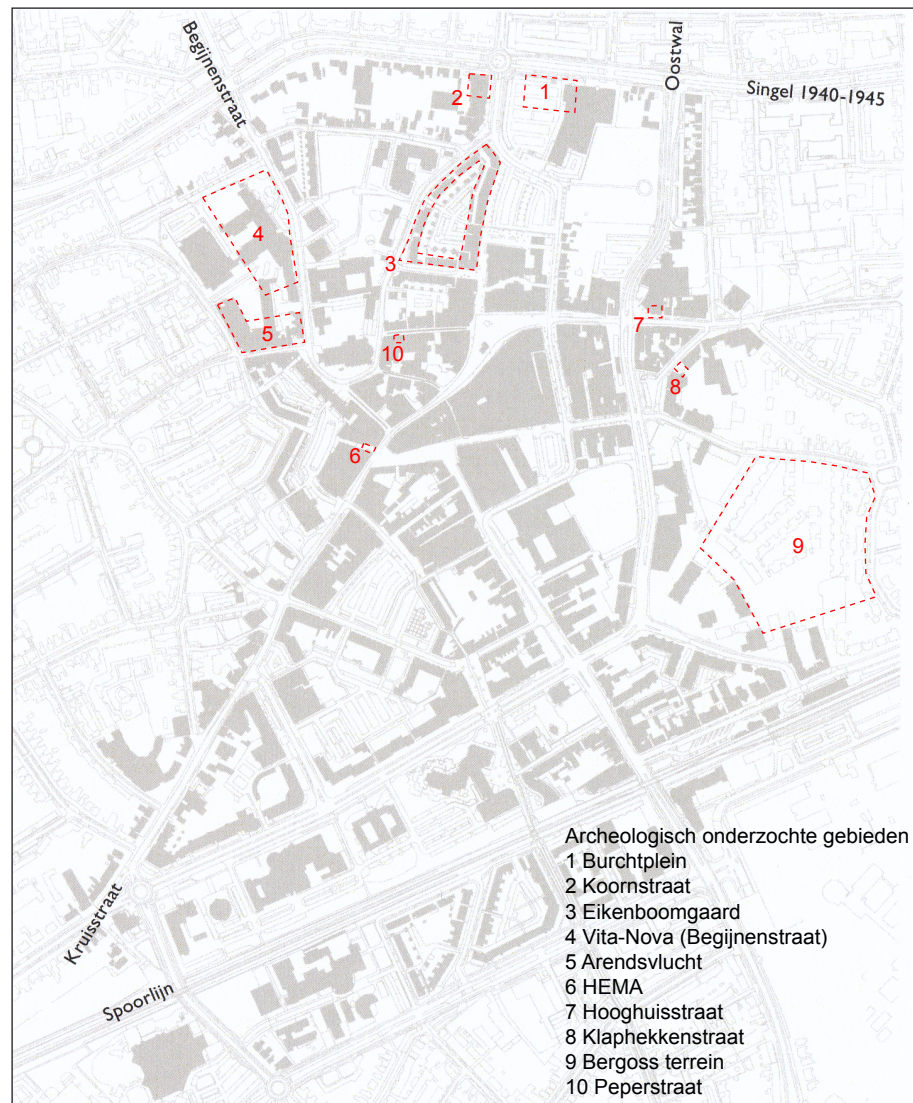 Begijnenstraat
Oostwal
Singel 1940-1945
1
2
3
4
5
6
7
8
9
10
Kruisstraat
Spoorlijn
Archeologisch onderzochte gebieden
1 Burchtplein
2 Koornstraat
3 Eikenboomgaard
4 Vita-Nova (Begijnenstraat)
5 Arendsvlucht
6 HEMA
7 Hooghuisstraat
8 Klaphekkenstraat
9 Bergoss terrein
10 Peperstraat